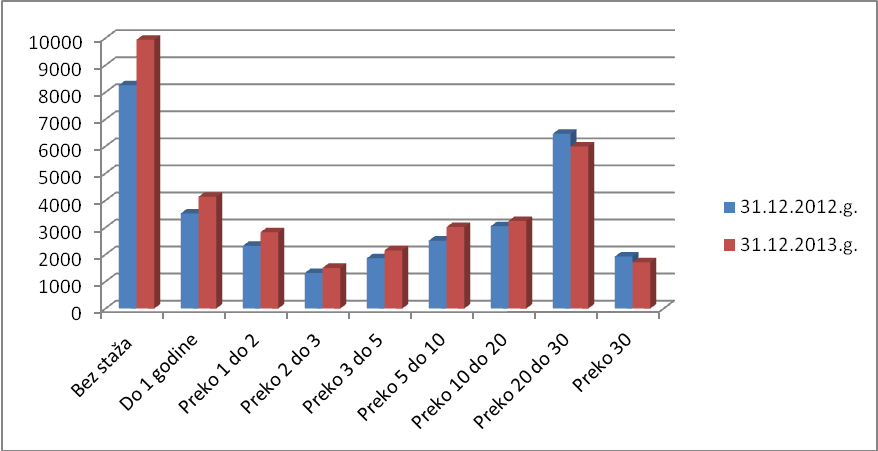 10000
9000
8000
7000
6000
5000
4000
3000
2000
1000
0
Bez staža
Do 1 godine
Preko 1 do 2
Preko 2 do 3
Preko 3 do 5
Preko 5 do 10
Preko 10 do 20
Preko 20 do 30
Preko 30
31.12.2012.g.
31.12.2013.g.